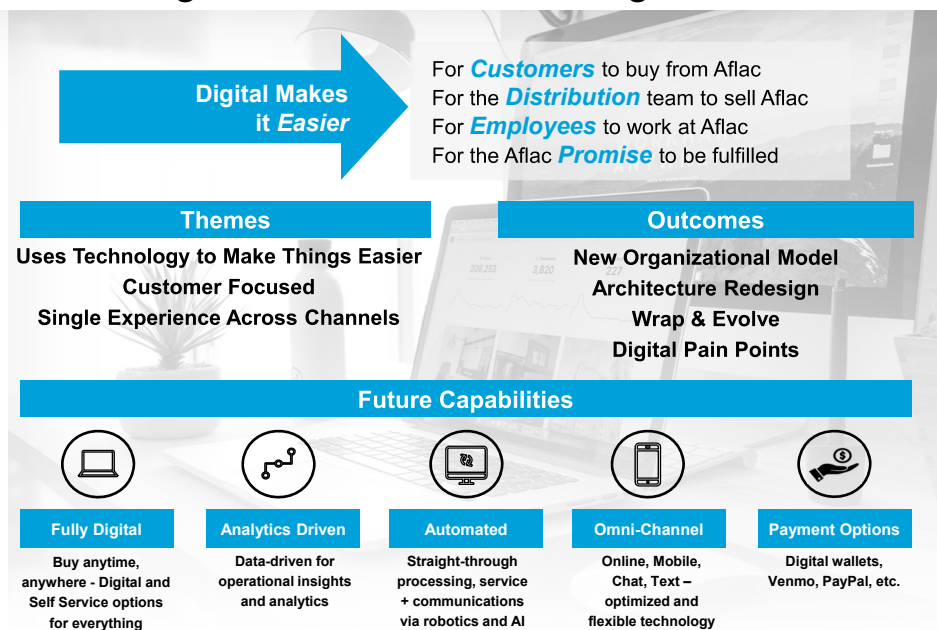 Digital Makes
it Easier
For Customers to buy from Aflac
For the Distribution team to sell Aflac
For Employees to work at Aflac
For the Aflac Promise to be fulfilled
Themes
Uses Technology to Make Things Easier
Customer Focused
Single Experience Across Channels
Outcomes
New Organizational Model
Architecture Redesign
Wrap & Evolve
Digital Pain Points
206,253
3,820
227
Future Capabilities
$
Fully Digital
Buy anytime,
anywhere - Digital and
Self Service options
for everything
Analytics Driven
Data-driven for
operational insights
and analytics
Automated
Straight-through
processing, service
+ communications
via robotics and AI
Omni-Channel
Online, Mobile,
Chat, Text –
optimized and
flexible technology
Payment Options
Digital wallets,
Venmo, PayPal, etc.